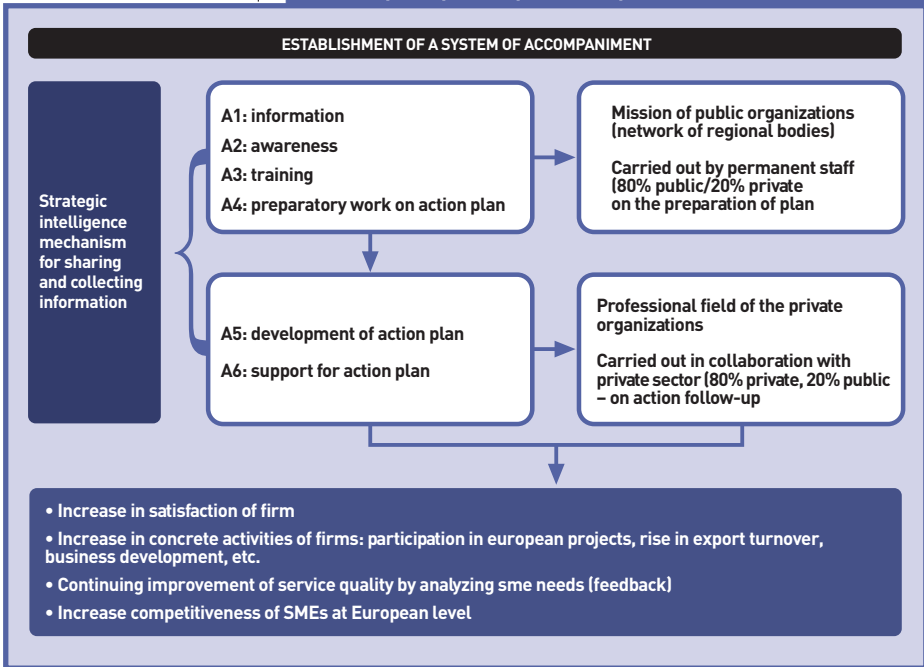 ESTABLISHMENT OF A SYSTEM OF ACCOMPANIMENT
Strategic
intelligence
mechanism
for sharing
and collecting
information
A1: information
A2: awareness
A3: training
A4: preparatory work on action plan
Mission of public organizations
(network of regional bodies)
Carried out by permanent staff
(80% public/20% private
on the preparation of plan
A5: development of action plan
A6: support for action plan
Professional field of the private
organizations
Carried out in collaboration with
private sector (80% private, 20% public
– on action follow-up
• Increase in satisfaction of firm
• Increase in concrete activities of firms: participation in european projects, rise in export turnover,
business development, etc.
• Continuing improvement of service quality by analyzing sme needs (feedback)
• Increase competitiveness of SMEs at European level